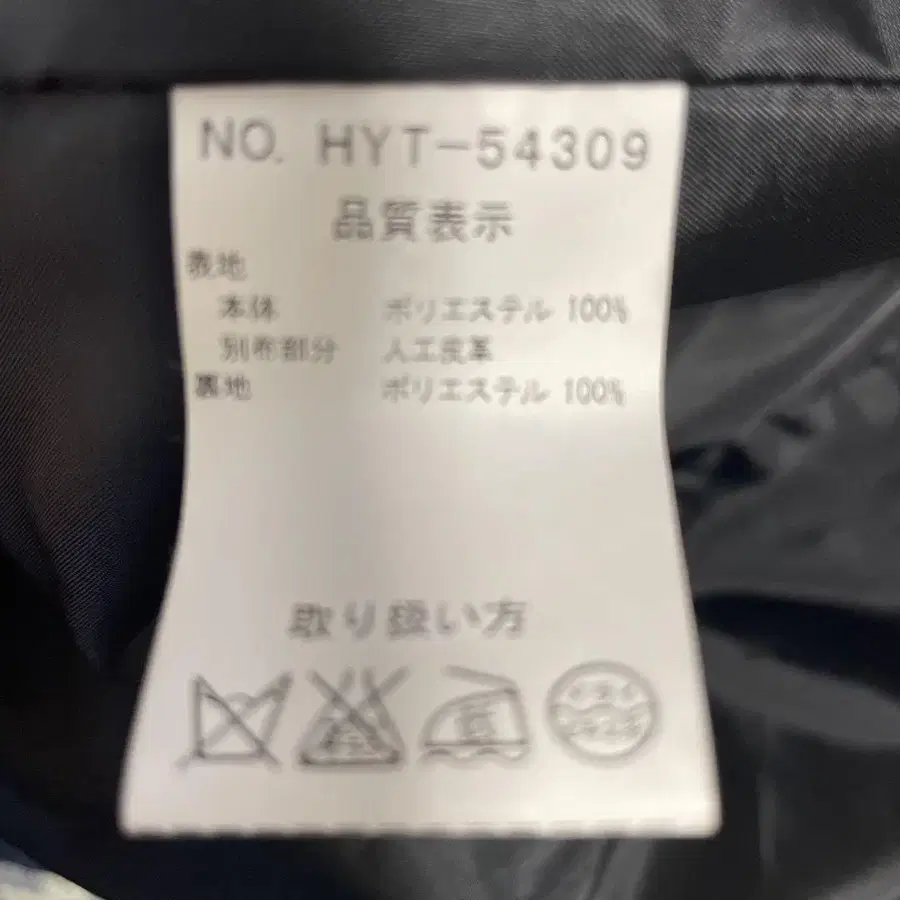 NO. HYT-54309
品質表示
表地
本体 ポリエステル 100%
別布部分 人工皮革
裏地 ポリエステル 100%
取り扱い方